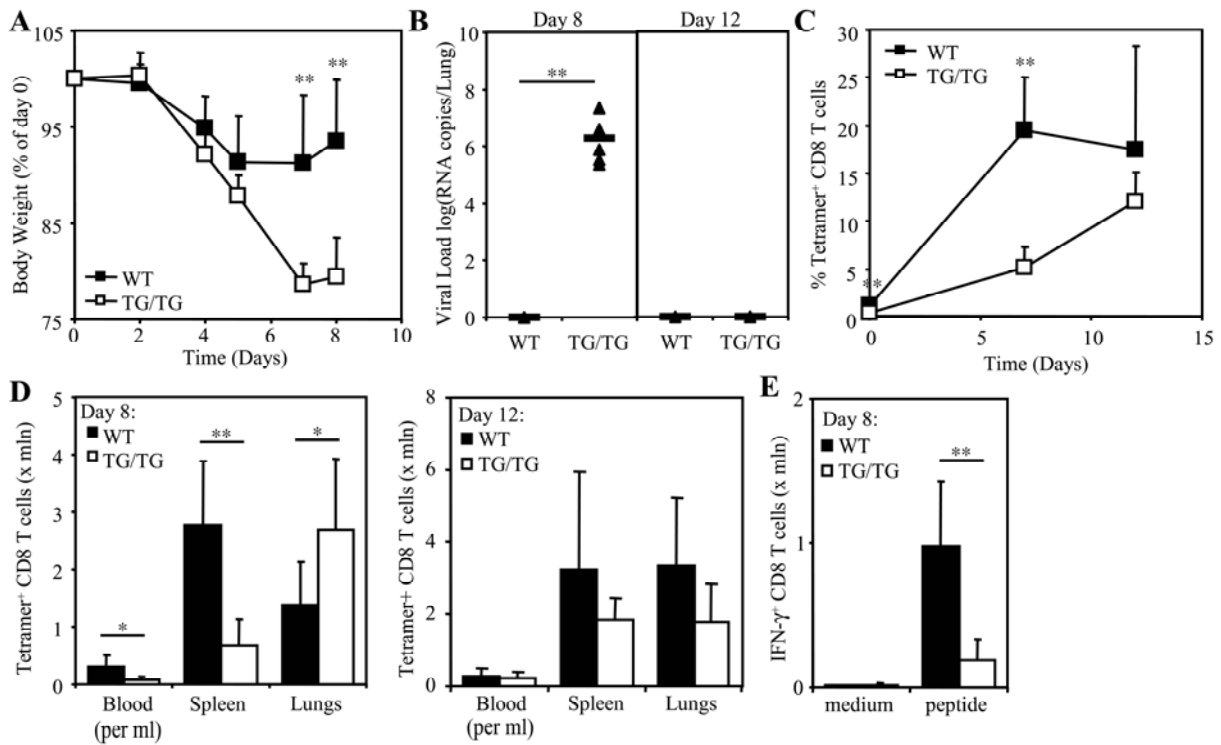 A
105
95
85
75
Body Weight (% of day 0)
** **
WT
TG/TG
0 2 4 6 8 10
Time (Days)
B
Day 8 Day 12
10
8
6
4
2
0
Viral Load log(RNA copies/Lung)
**
WT TG/TG WT TG/TG
C
30
25
20
15
10
5
0
% Tetramer⁺ CD8 T cells
WT
TG/TG
**
**
0 5 10 15
Time (Days)
D
5
4
3
2
1
0
Tetramer⁺ CD8 T cells (x mln)
Day 8:
WT
TG/TG
*
**
*
Blood Spleen Lungs
(per ml)
8
6
4
2
0
Tetramer+ CD8 T cells (x mln)
Day 12:
WT
TG/TG
Blood Spleen Lungs
(per ml)
E
2
1
0
IFN-γ⁺ CD8 T cells (x mln)
Day 8:
WT
TG/TG
**
medium peptide